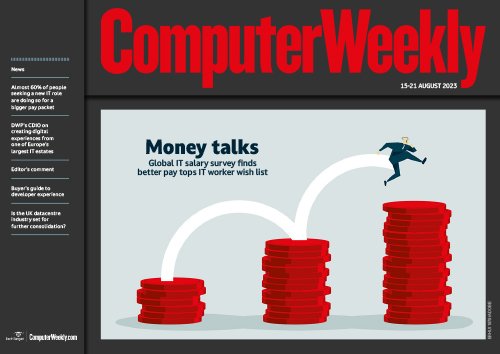 ComputerWeekly
15-21 AUGUST 2023
News
Almost 60% of people
seeking a new IT role
are doing so for a
bigger pay packet
DWP's CDIO on
creating digital
experiences from
one of Europe's
largest IT estates
Editor's comment
Buyer's guide to
developer experience
Is the UK datacentre
industry set for
further consolidation?
Money talks
Global IT salary survey finds
better pay tops IT worker wish list
TechTarget
ComputerWeekly.com